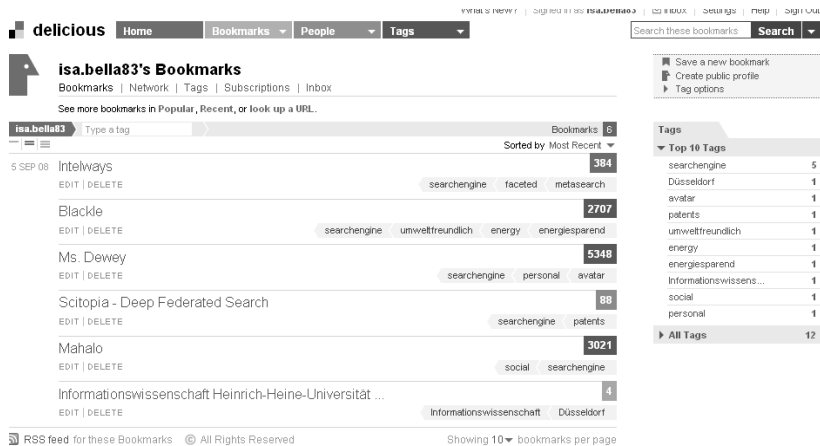 What's New? | Signed in as isa.bella83 | Inbox | Settings | Help | Sign Out
delicious Home Bookmarks People Tags Search these bookmarks Search
isa.bella83's Bookmarks
Bookmarks | Network | Tags | Subscriptions | Inbox
See more bookmarks in Popular, Recent, or look up a URL.
Save a new bookmark
Create public profile
Tag options
isa.bella83 Type a tag Bookmarks 6
Sorted by Most Recent
5 SEP 08 Intelways 384
EDIT | DELETE searchengine faceted metasearch
Blackle 2707
EDIT | DELETE searchengine umweltfreundlich energy energiesparend
Ms. Dewey 5348
EDIT | DELETE searchengine personal avatar
Scitopia - Deep Federated Search 88
EDIT | DELETE searchengine patents
Mahalo 3021
EDIT | DELETE social searchengine
Informationswissenschaft Heinrich-Heine-Universität ... 4
EDIT | DELETE Informationswissenschaft Düsseldorf
RSS feed for these Bookmarks © All Rights Reserved Showing 10 bookmarks per page
Tags
Top 10 Tags
searchengine 5
Düsseldorf 1
avatar 1
patents 1
umweltfreundlich 1
energy 1
energiesparend 1
Informationswissens... 1
social 1
personal 1
All Tags 12